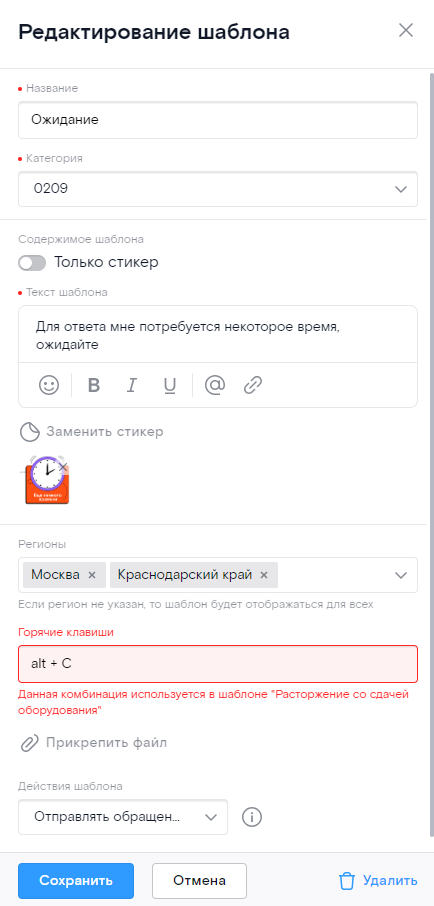 Редактирование шаблона
Название
Ожидание
Категория
0209
Содержимое шаблона
Только стикер
Текст шаблона
Для ответа мне потребуется некоторое время,
ожидайте
B I U @
Заменить стикер
Регионы
Москва × Краснодарский край ×
Если регион не указан, то шаблон будет отображаться для всех
Горячие клавиши
alt + C
Данная комбинация используется в шаблоне "Расторжение со сдачей
оборудования"
Прикрепить файл
Действия шаблона
Отправлять обращен...
Сохранить Отмена Удалить